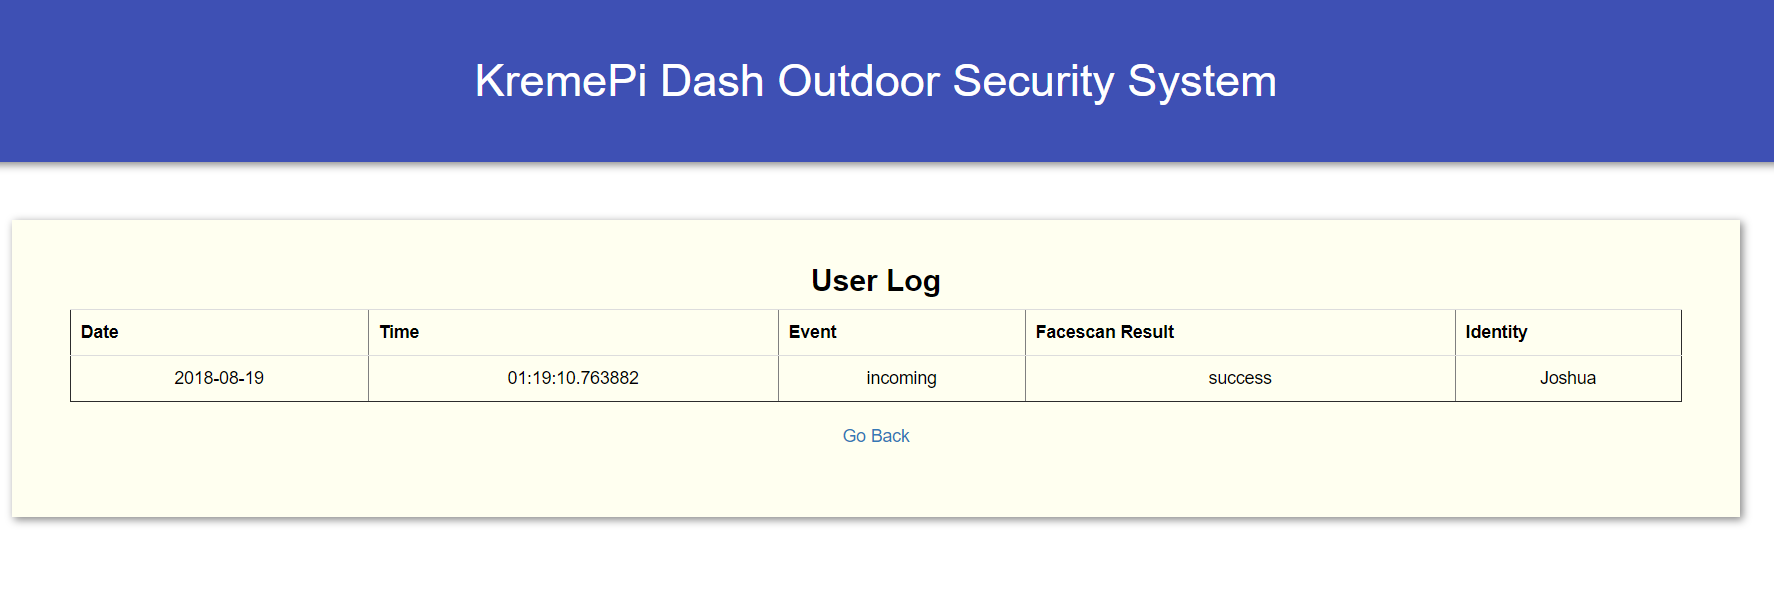 KremePi Dash Outdoor Security System
User Log
Date Time Event Facescan Result Identity
2018-08-19 01:19:10.763882 incoming success Joshua
Go Back